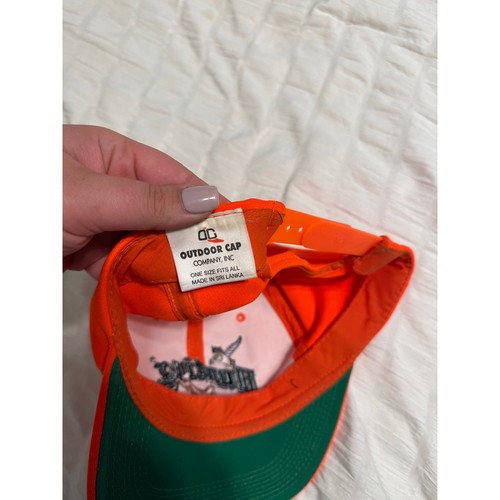 OC
OUTDOOR CAP
COMPANY, INC
ONE SIZE FITS ALL
MADE IN SRI LANKA